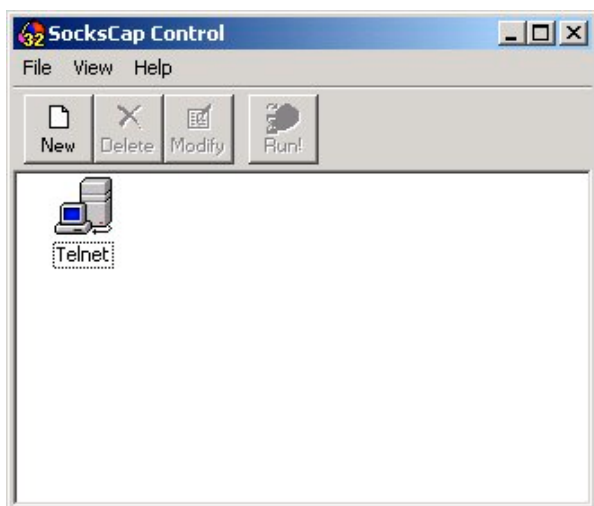 32 SocksCap Control
File View Help
New Delete Modify Run!
Telnet